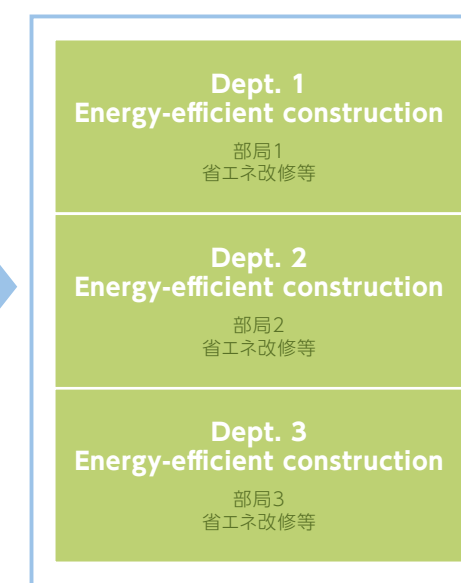 Dept. 1
Energy-efficient construction
部局1
省エネ改修等
Dept. 2
Energy-efficient construction
部局2
省エネ改修等
Dept. 3
Energy-efficient construction
部局3
省エネ改修等